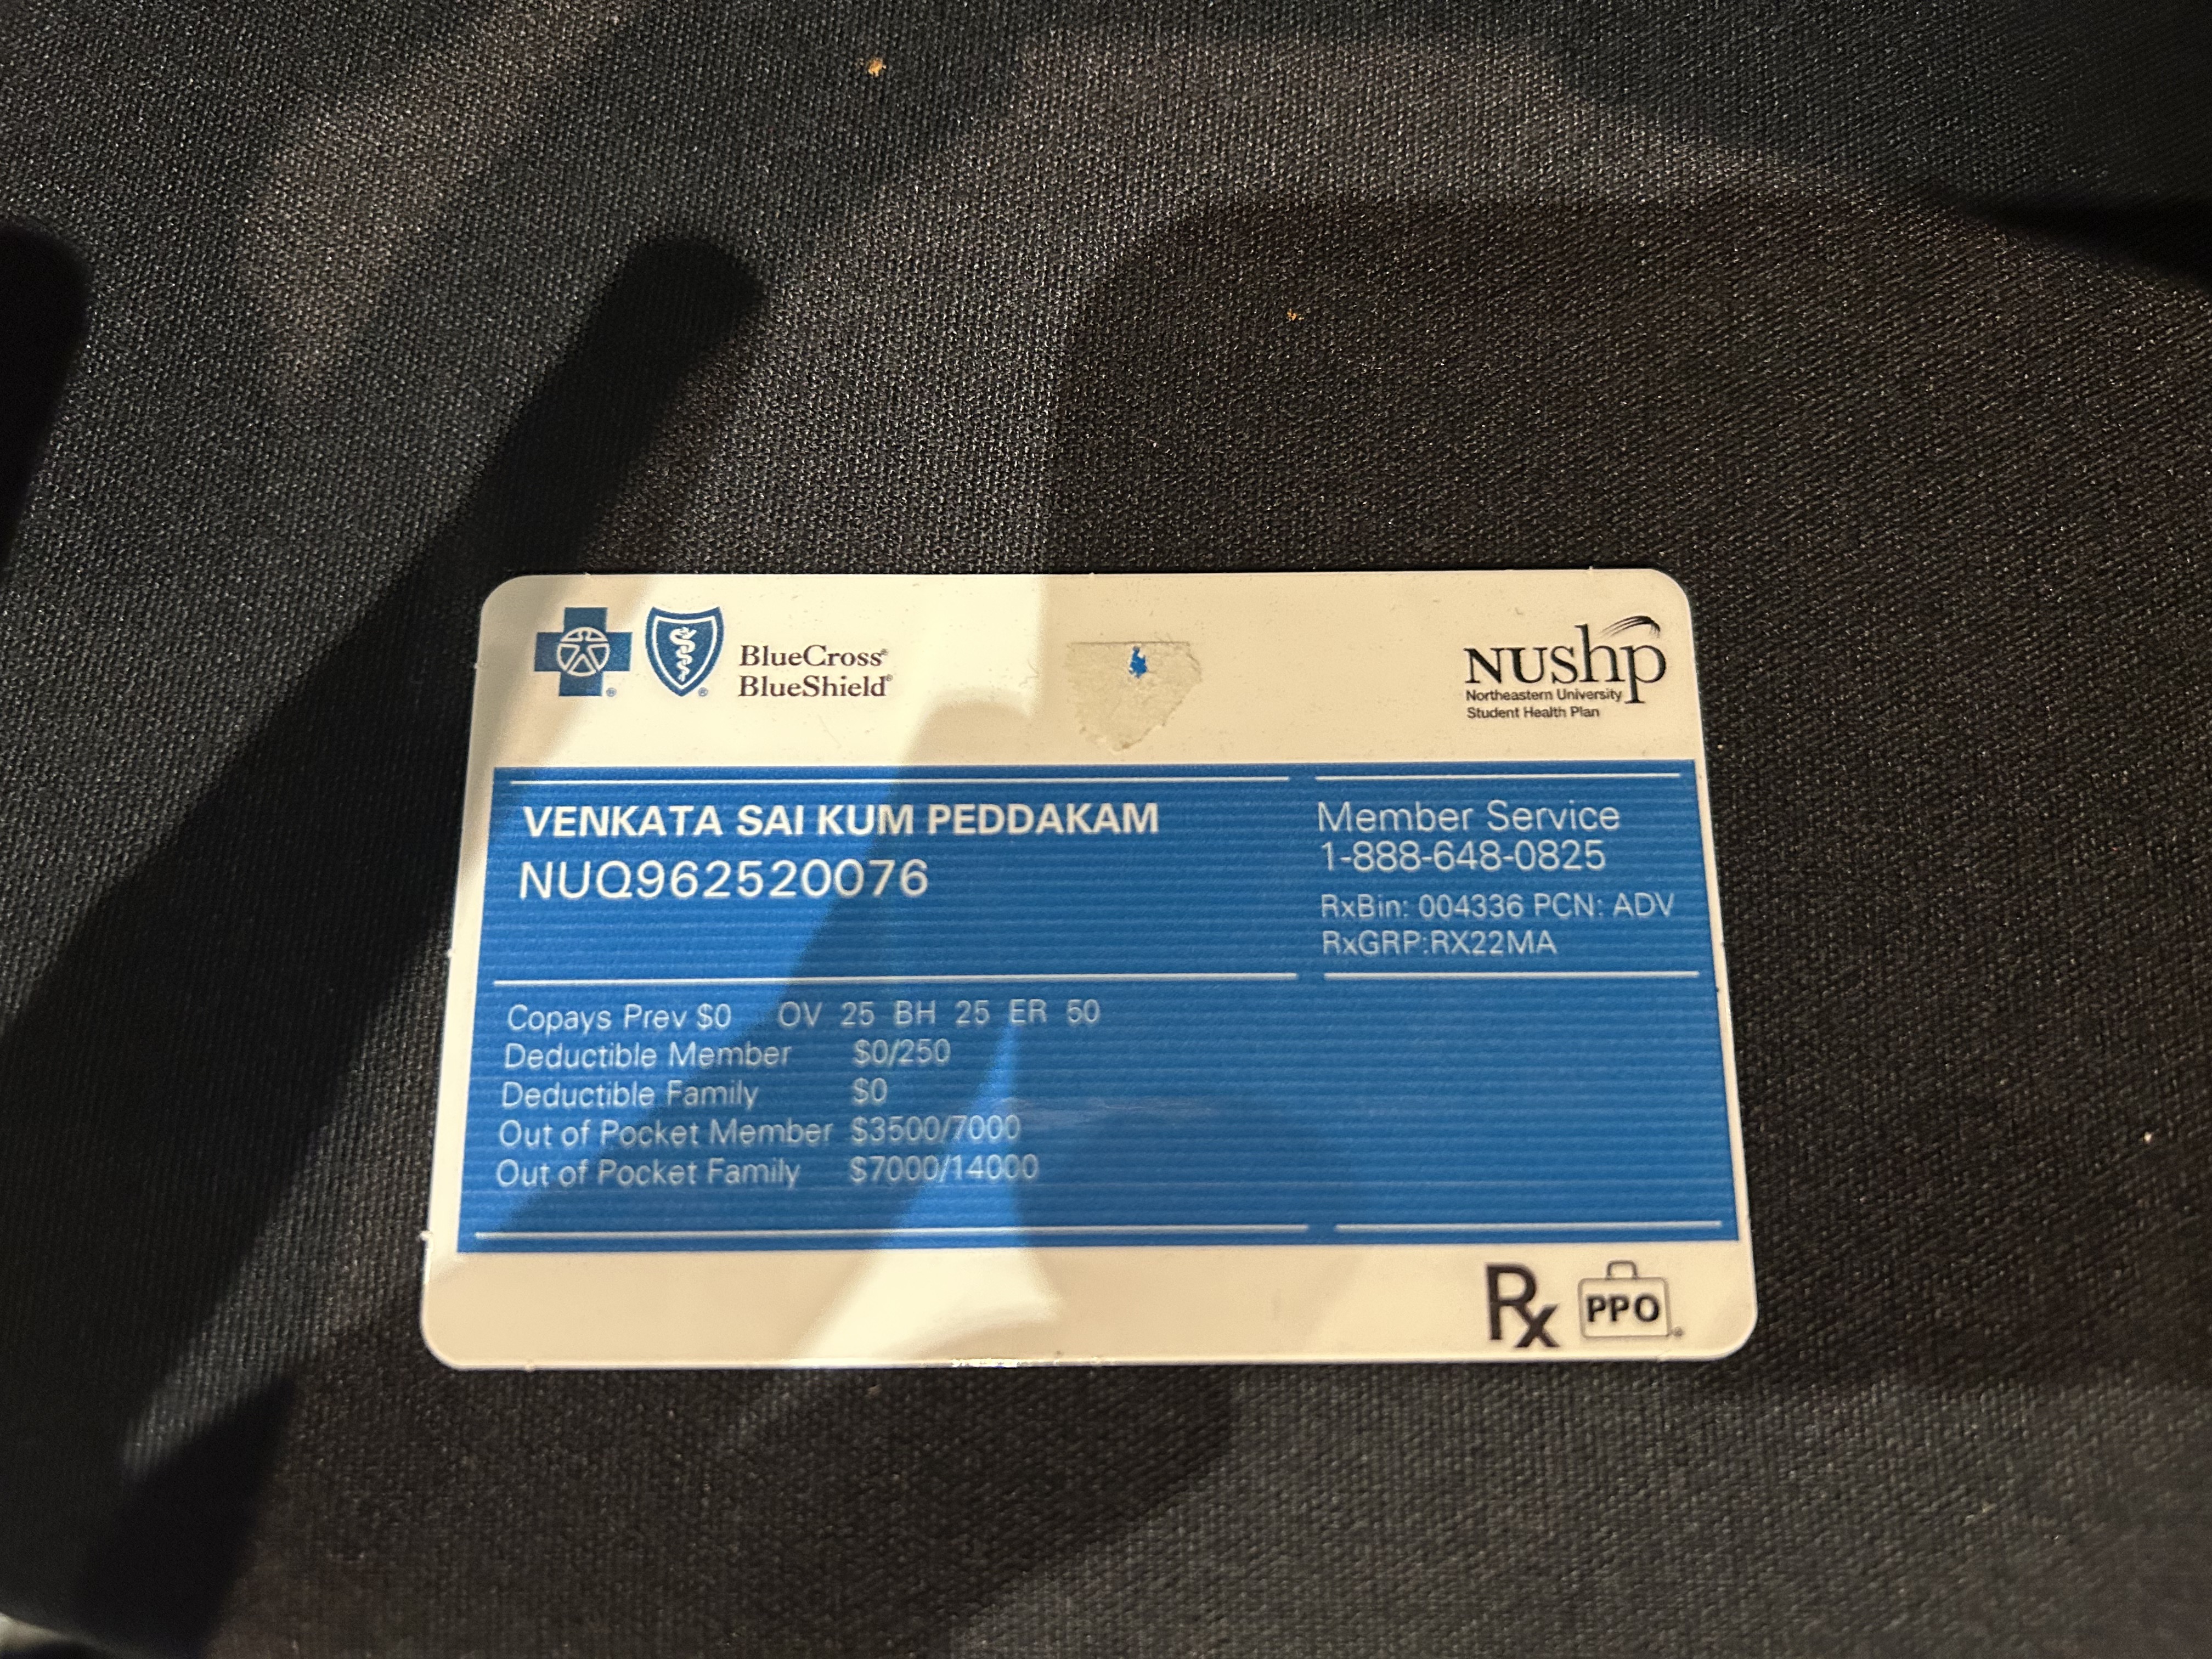 BlueCross®
BlueShield®
NUshp
Northeastern University
Student Health Plan
VENKATA SAI KUM PEDDAKAM
NUQ962520076
Member Service
1-888-648-0825
RxBin: 004336 PCN: ADV
RxGRP:RX22MA
Copays Prev $0 OV 25 BH 25 ER 50
Deductible Member $0/250
Deductible Family $0
Out of Pocket Member $3500/7000
Out of Pocket Family $7000/14000
Rx PPO®